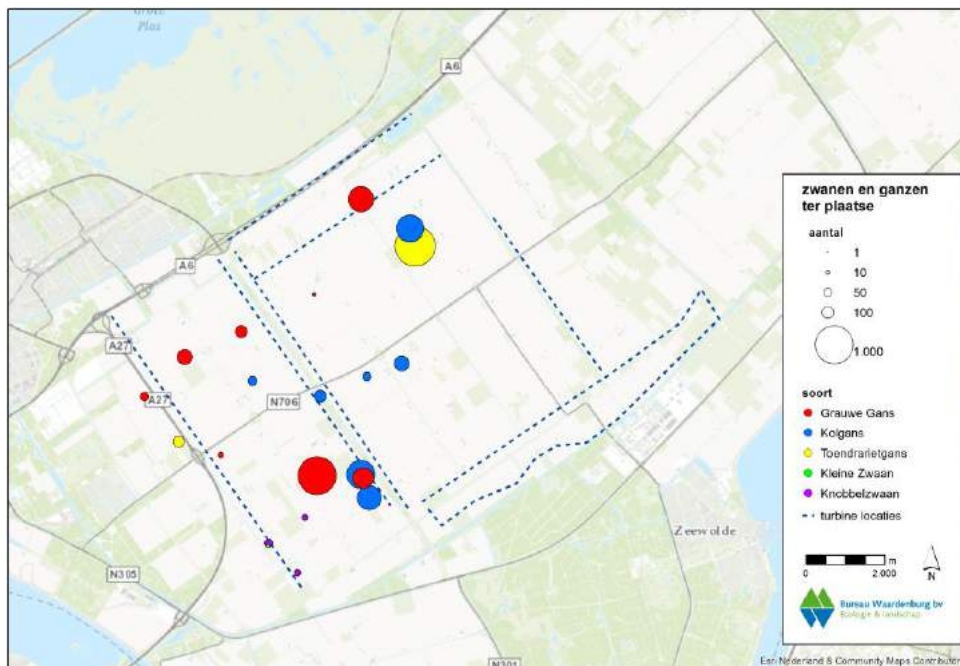 Grote
Plas
A6
A6
A27
A27
N706
N305
N301
Zeewolde
zwanen en ganzen
ter plaatse
aantal
1
10
50
100
1.000
soort
Grauwe Gans
Kolgans
Toendrarietgans
Kleine Zwaan
Knobbelzwaan
turbine locaties
0 2.000 m
N
Bureau Waardenburg bv
Ecologie & landschap
Esri Nederland & Community Maps Contributor